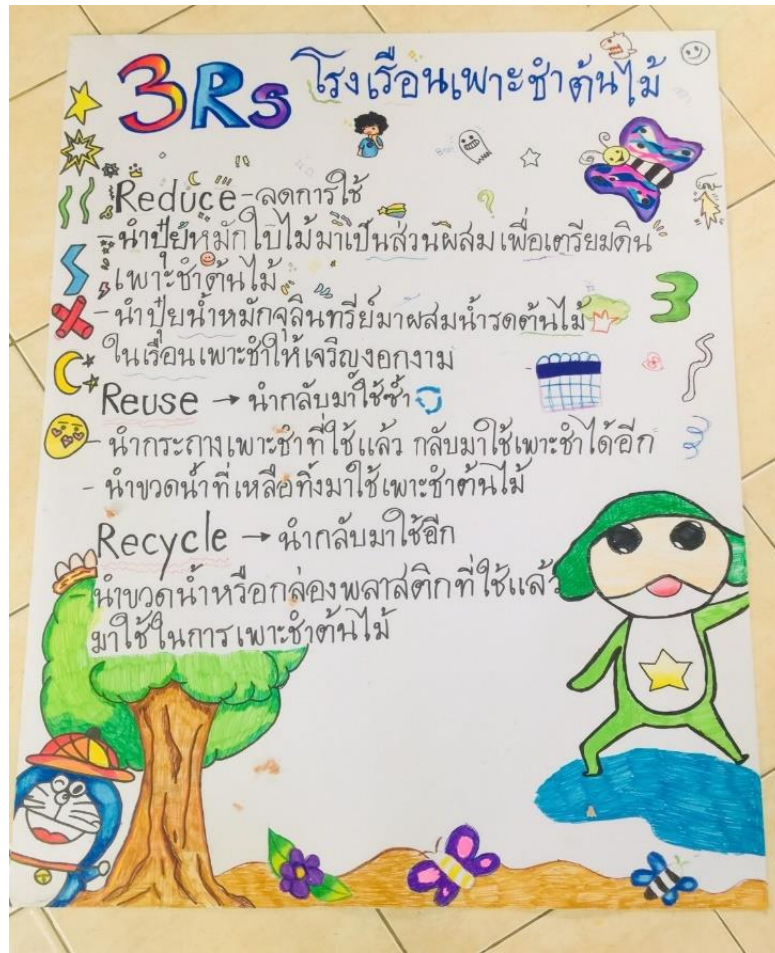 3Rs โรงเรือนเพาะชำต้นไม้
Reduce - ลดการใช้
- นำปุ๋ยหมักใบไม้มาเป็นส่วนผสมเพื่อเตรียมดิน
เพาะชำต้นไม้
- นำปุ๋ยน้ำหมักจุลินทรีย์มาผสมน้ำรดต้นไม้
ในเรือนเพาะชำให้เจริญงอกงาม
Reuse → นำกลับมาใช้ซ้ำ
- นำกระถางเพาะชำที่ใช้แล้ว กลับมาใช้เพาะชำได้อีก
- นำขวดน้ำที่เหลือทิ้งมาใช้เพาะชำต้นไม้
Recycle → นำกลับมาใช้อีก
นำขวดน้ำหรือกล่องพลาสติกที่ใช้แล้ว
มาใช้ในการเพาะชำต้นไม้